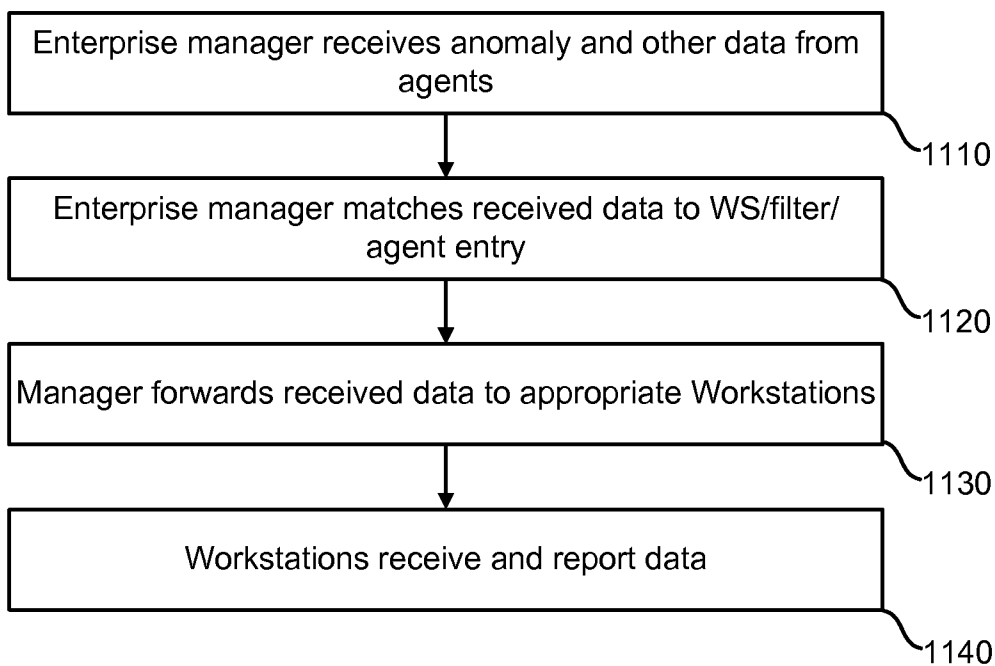 Enterprise manager receives anomaly and other data from
agents
1110
Enterprise manager matches received data to WS/filter/
agent entry
1120
Manager forwards received data to appropriate Workstations
1130
Workstations receive and report data
1140